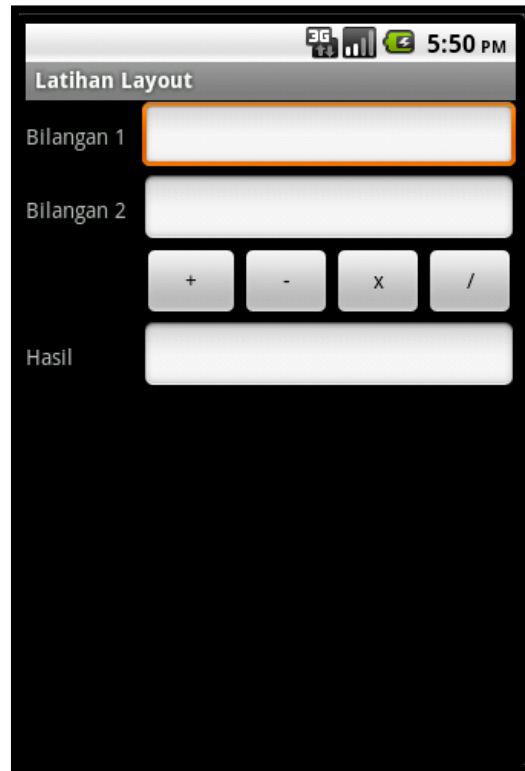 3G 5:50 PM
Latihan Layout
Bilangan 1
Bilangan 2
+ - x /
Hasil